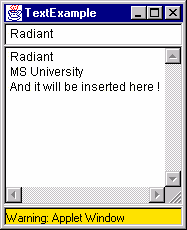 TextExample
Radiant
Radiant
MS University
And it will be inserted here !
Warning: Applet Window